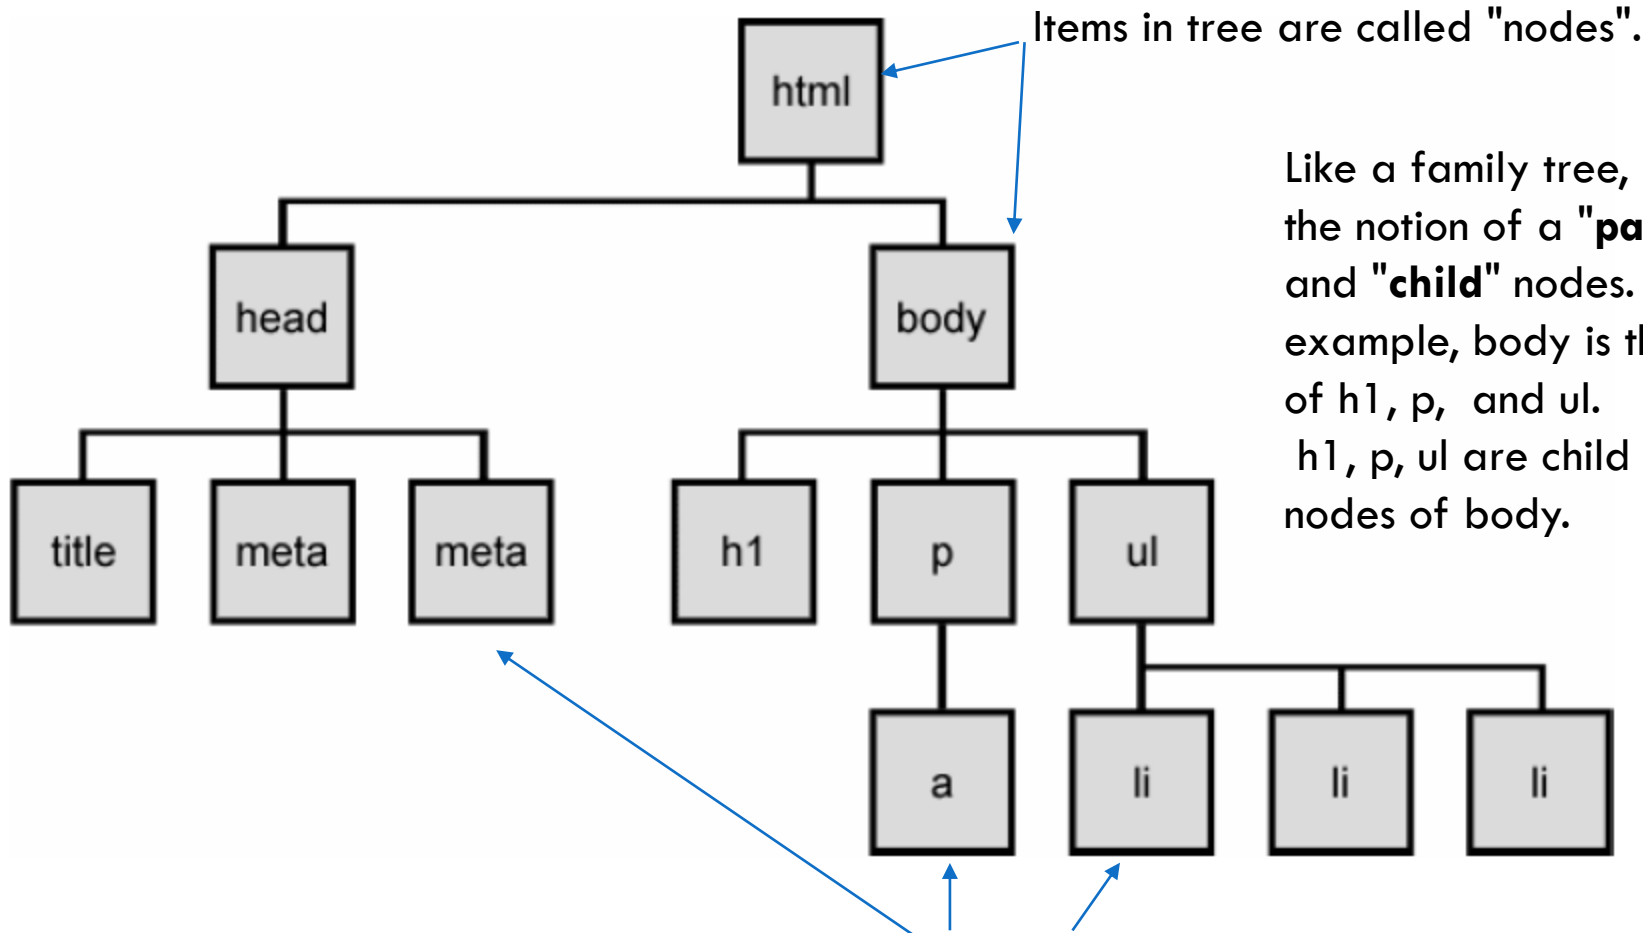 Items in tree are called "nodes".
html
Like a family tree,
the notion of a "pa
and "child" nodes.
example, body is t
of h1, p, and ul.
h1, p, ul are child
nodes of body.
head
body
title
meta
meta
h1
p
ul
a
li
li
li